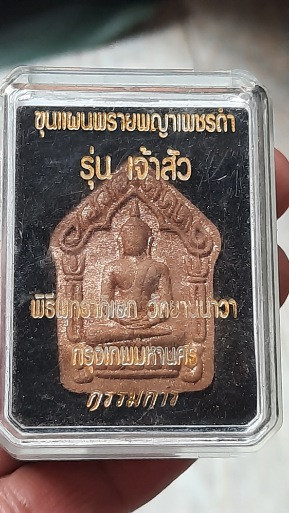 ขุนแผนพรายพญาเพชรดำ
รุ่น เจ้าสัว
พิธีพุทธาภิเษก วัดยานนาวา
กรุงเทพมหานคร
กรรมการ